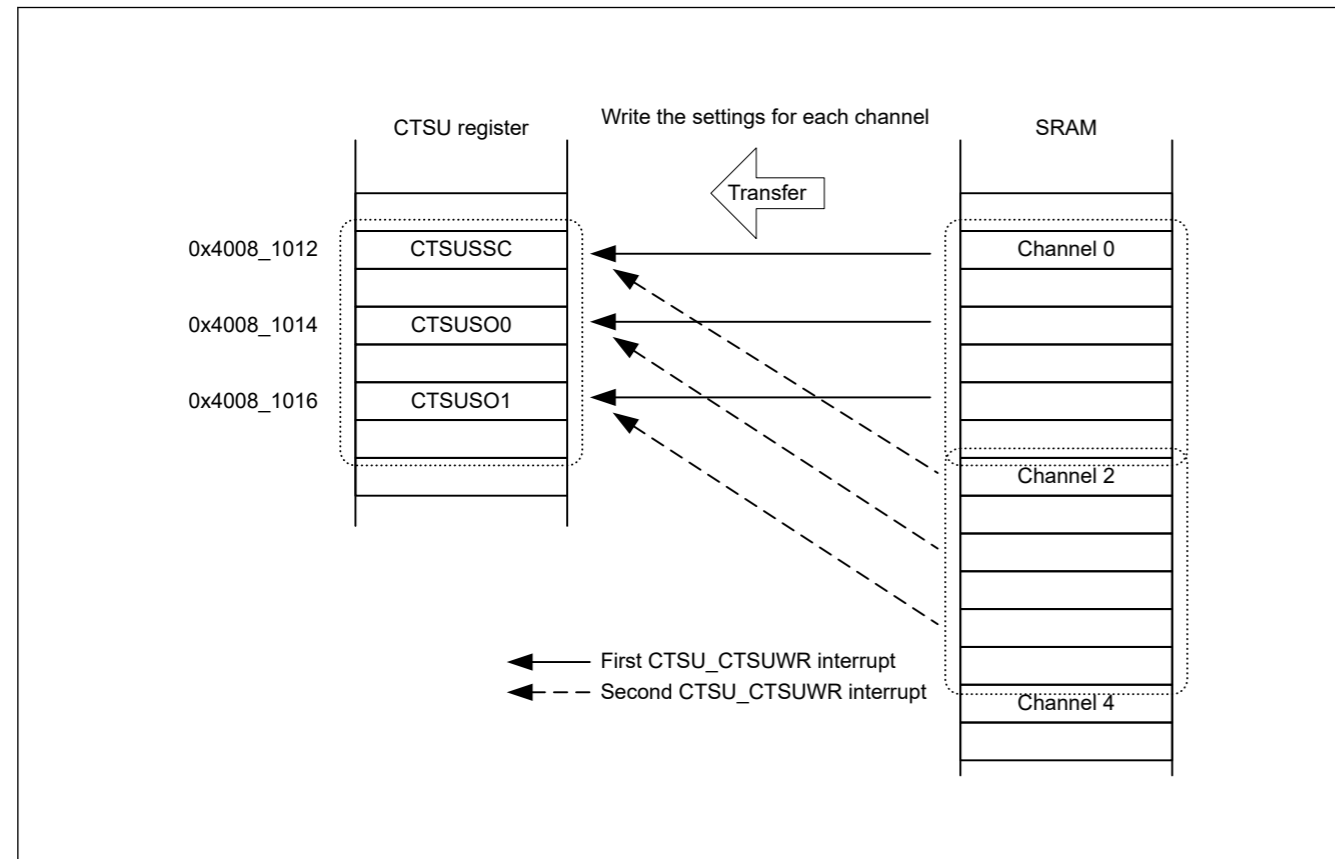 Write the settings for each channel
CTSU register
SRAM
Transfer
0x4008_1012
CTSUSSC
Channel 0
0x4008_1014
CTSUSO0
0x4008_1016
CTSUSO1
Channel 2
First CTSU_CTSUWR interrupt
Second CTSU_CTSUWR interrupt
Channel 4